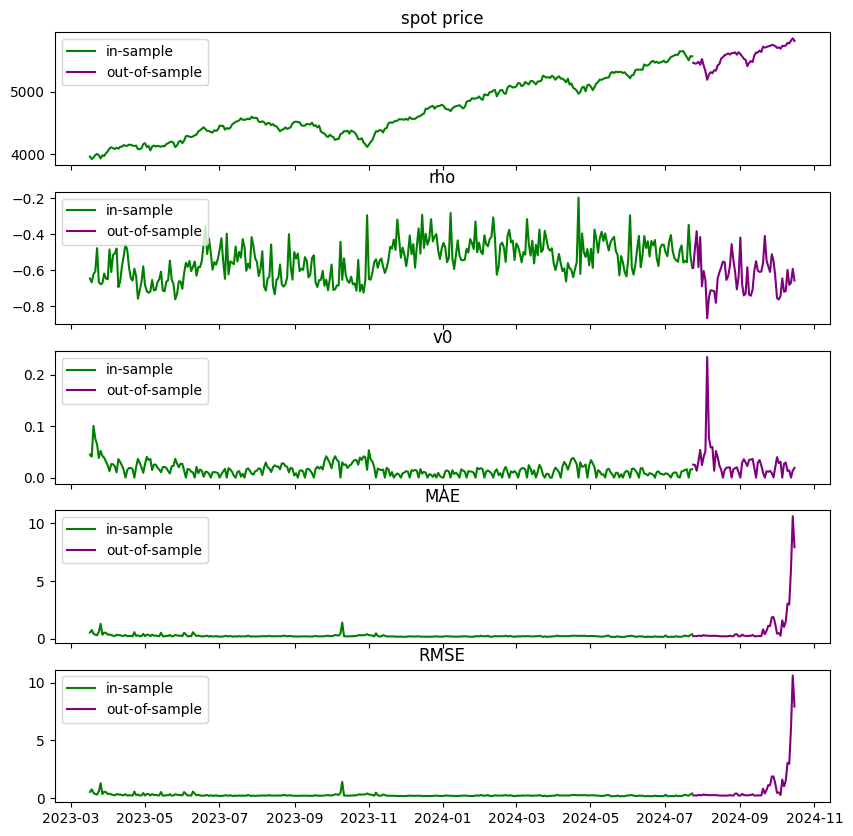 spot price
in-sample
out-of-sample
5000
4000
rho
in-sample
out-of-sample
−0.2
−0.4
−0.6
−0.8
v0
in-sample
out-of-sample
0.2
0.1
0.0
MAE
in-sample
out-of-sample
10
5
0
RMSE
in-sample
out-of-sample
10
5
0
2023-03 2023-05 2023-07 2023-09 2023-11 2024-01 2024-03 2024-05 2024-07 2024-09 2024-11